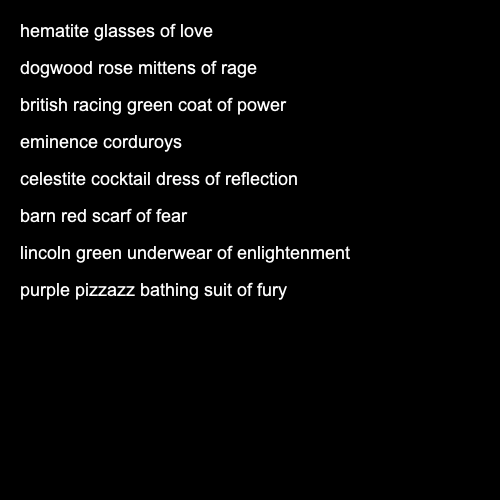 hematite glasses of love
dogwood rose mittens of rage
british racing green coat of power
eminence corduroys
celestite cocktail dress of reflection
barn red scarf of fear
lincoln green underwear of enlightenment
purple pizzazz bathing suit of fury